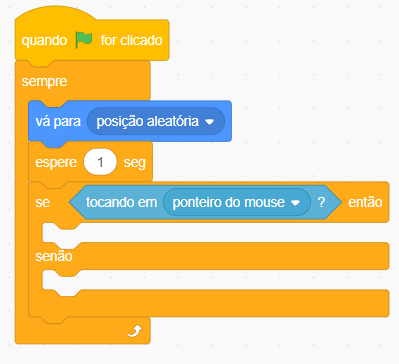 quando for clicado
sempre
vá para posição aleatória
espere 1 seg
se tocando em ponteiro do mouse ? então
senão